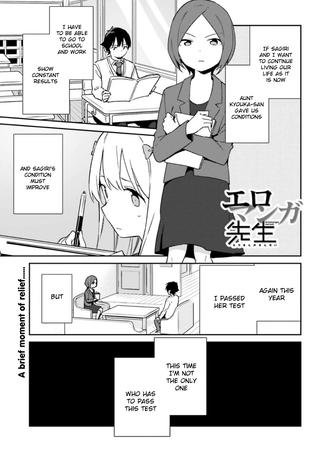 IF SAGIRI AND I
WANT TO CONTINUE
LIVING OUR
LIFE AS IT
IS NOW
AUNT
KYOUKA-SAN
GAVE US
CONDITIONS
I HAVE
TO BE ABLE
TO GO TO
SCHOOL
AND WORK
SHOW
CONSTANT
RESULTS
AND SAGIRI'S
CONDITION
MUST
IMPROVE
エロ
マンガ
先生
AGAIN THIS
YEAR
I PASSED
HER TEST
BUT
A brief moment of relief......
THIS TIME
I'M NOT
THE ONLY
ONE
WHO HAS
TO PASS
THIS TEST